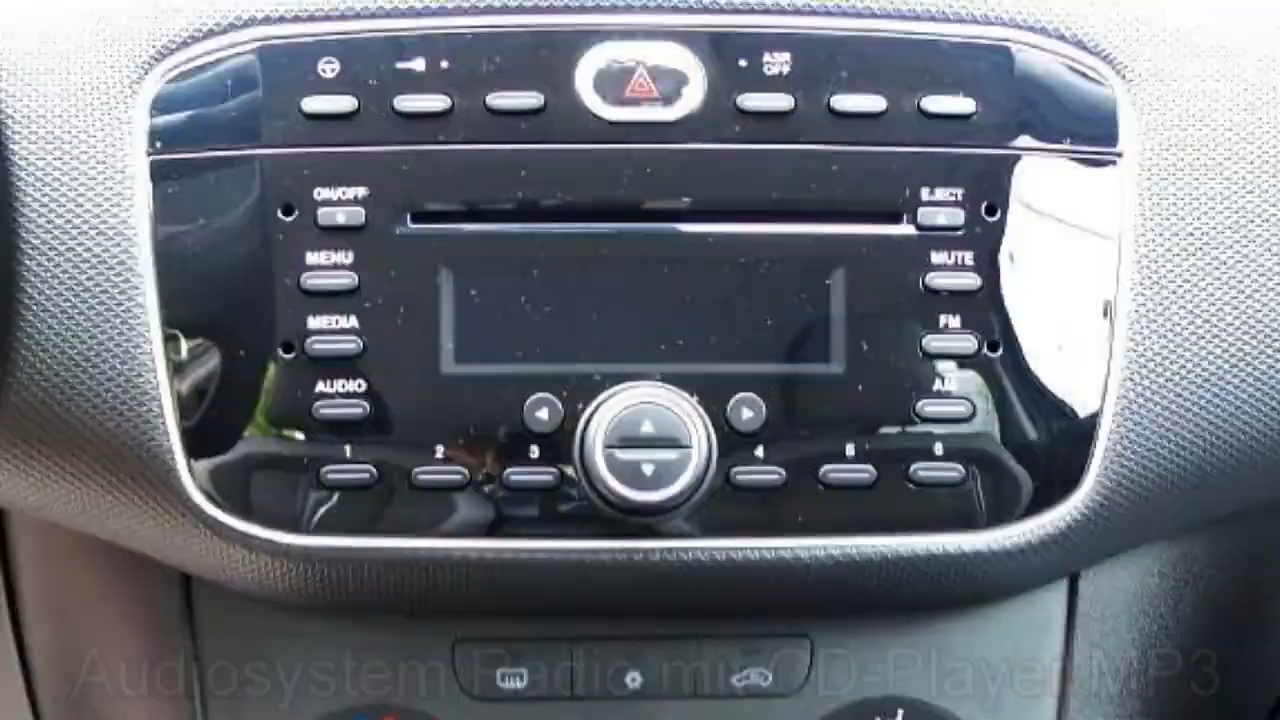 ASR
OFF
ON/OFF
EJECT
MENU
MUTE
MEDIA
FM
AUDIO
AM
1 2 3 4 5 6
Audiosystem Radio mit CD-Player MP3